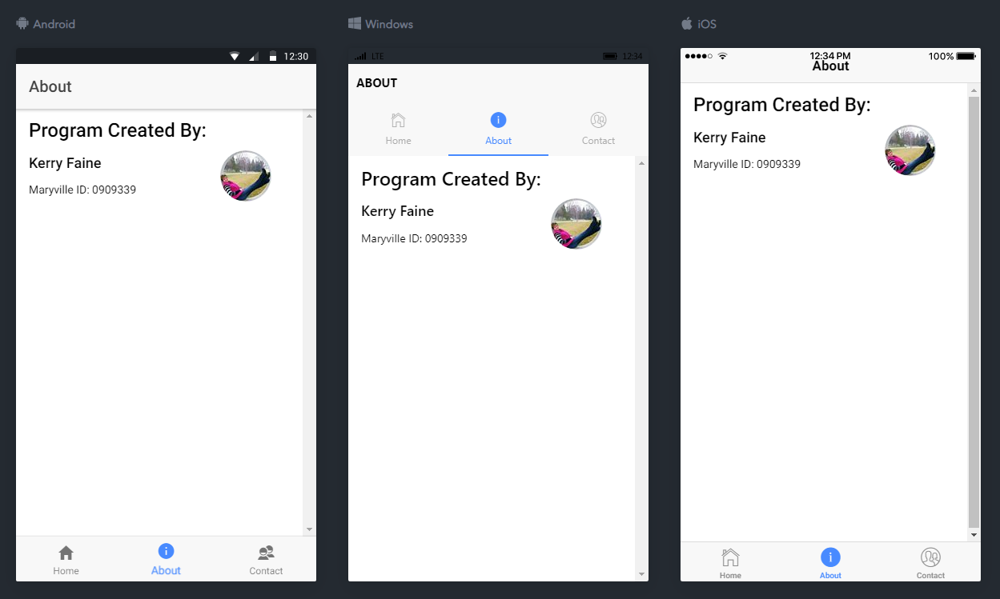 Android
12:30
About
Program Created By:
Kerry Faine
Maryville ID: 0909339
Home
About
Contact
Windows
LTE
12:34
ABOUT
Home
About
Contact
Program Created By:
Kerry Faine
Maryville ID: 0909339
iOS
12:34 PM
100%
About
Program Created By:
Kerry Faine
Maryville ID: 0909339
Home
About
Contact